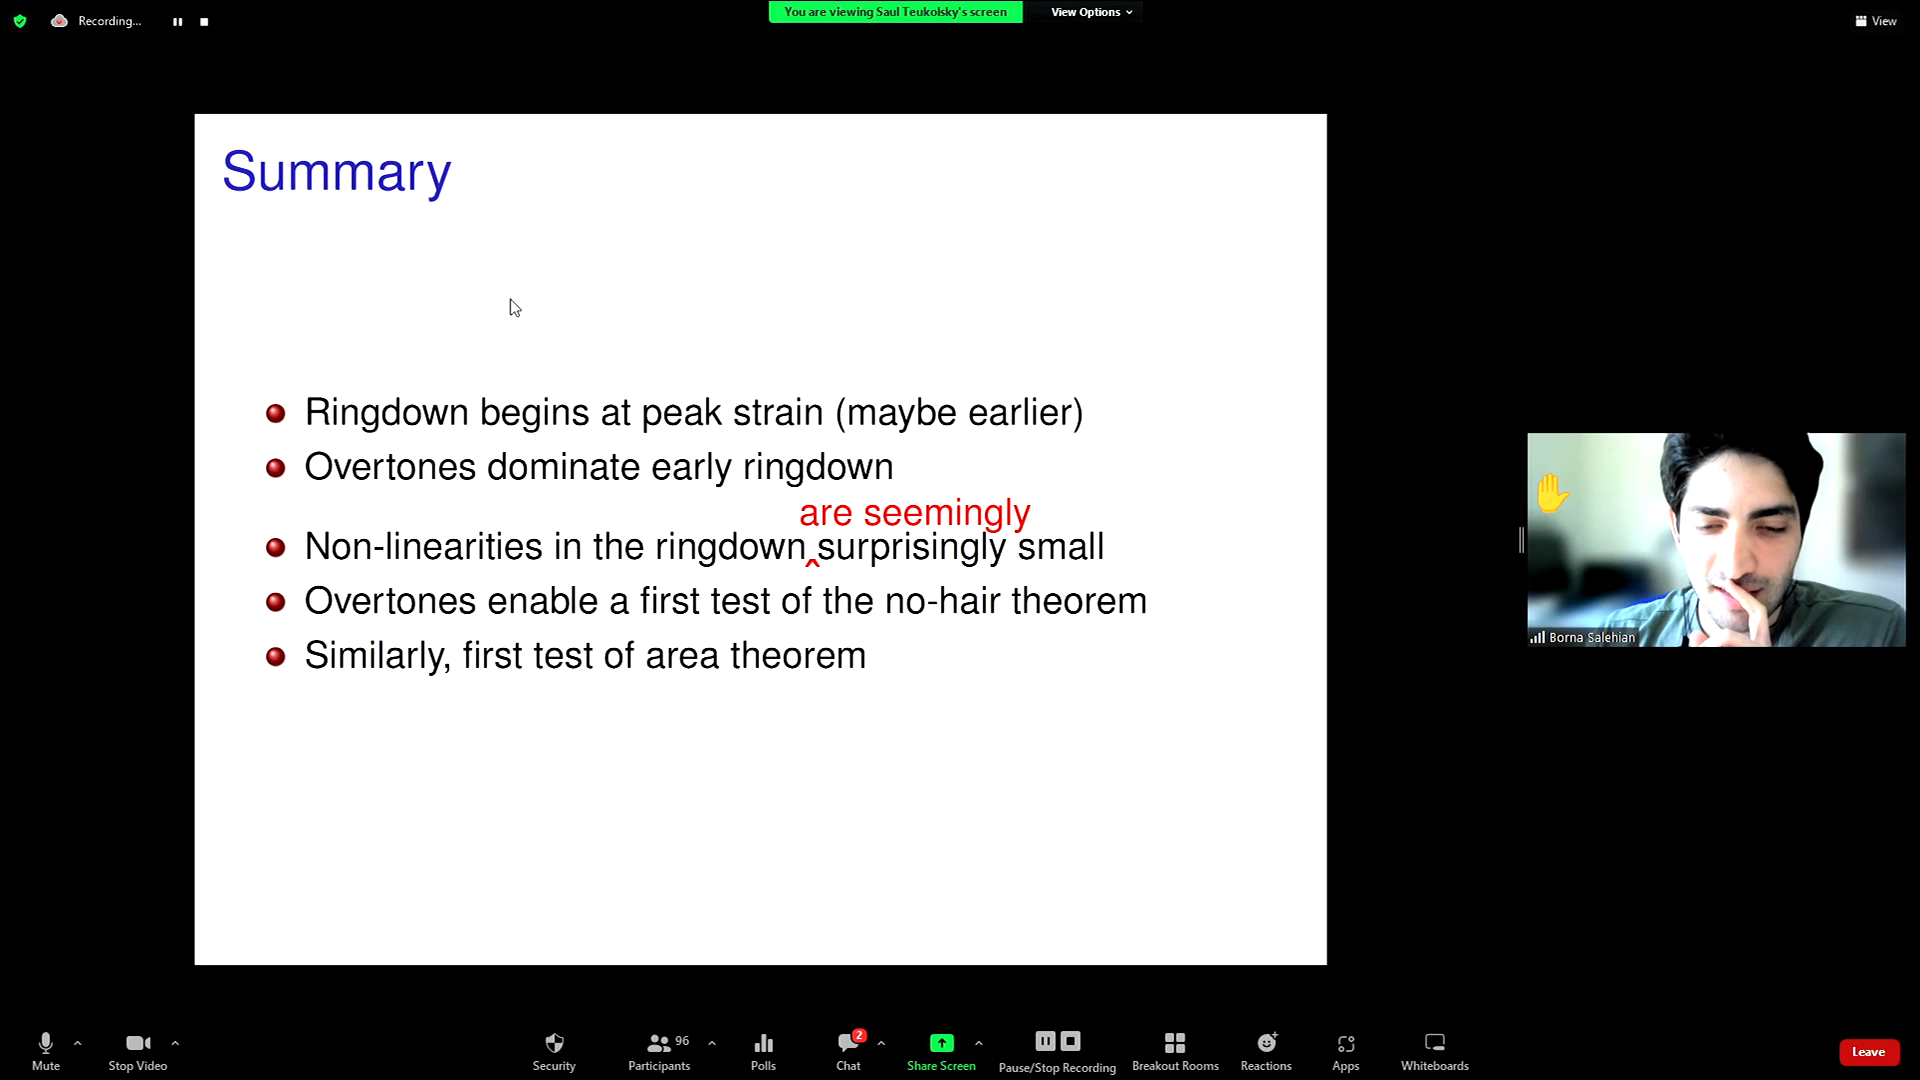 Recording...
You are viewing Saul Teukolsky's screen
View Options
View
Summary
Ringdown begins at peak strain (maybe earlier)
Overtones dominate early ringdown
are seemingly
Non-linearities in the ringdown ^ surprisingly small
Overtones enable a first test of the no-hair theorem
Similarly, first test of area theorem
Borna Salehian
Mute
Stop Video
Security
Participants 96
Polls
Chat 2
Share Screen
Pause/Stop Recording
Breakout Rooms
Reactions
Apps
Whiteboards
Leave